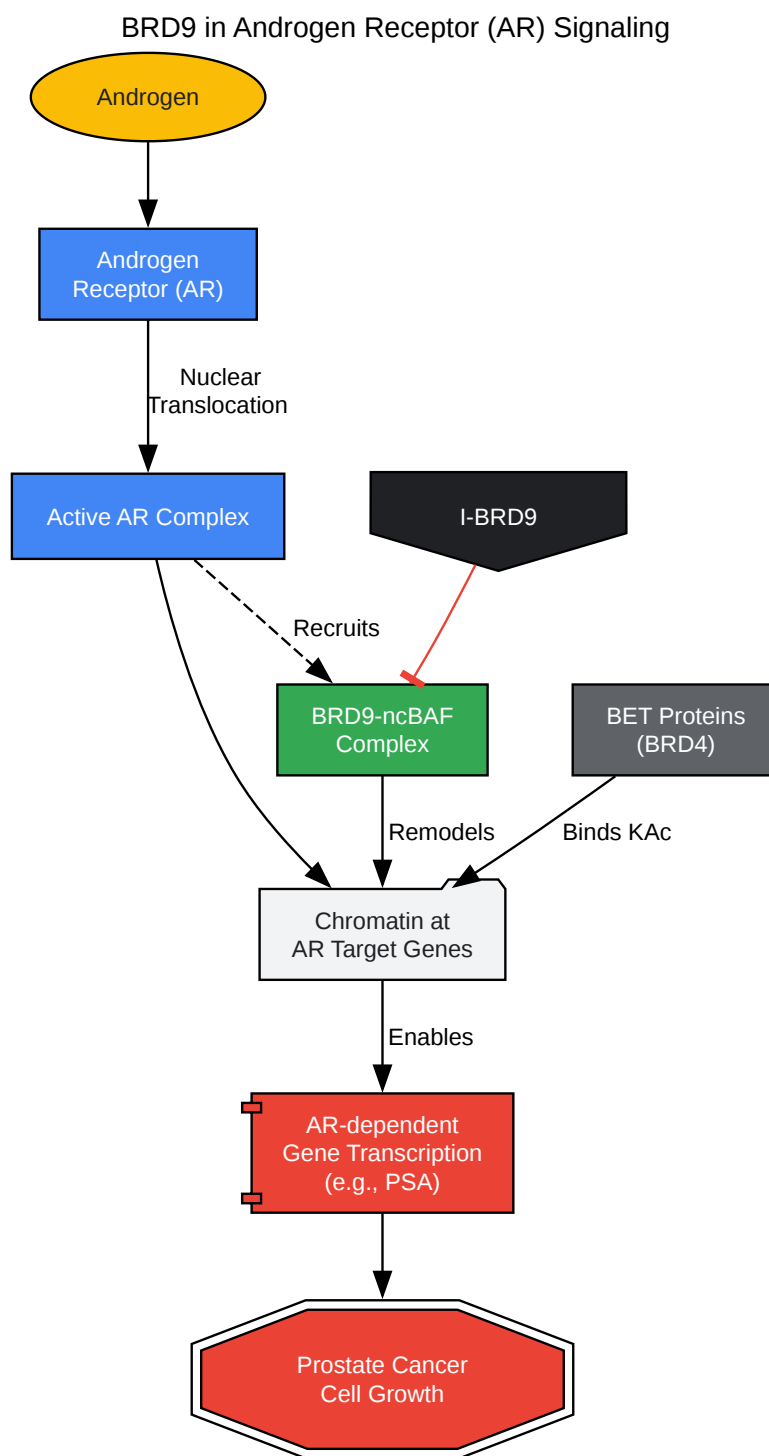 BRD9 in Androgen Receptor (AR) Signaling
Androgen
Androgen
Receptor (AR)
Nuclear
Translocation
Active AR Complex
I-BRD9
Recruits
BRD9-ncBAF
Complex
BET Proteins
(BRD4)
Remodels
Binds KAc
Chromatin at
AR Target Genes
Enables
AR-dependent
Gene Transcription
(e.g., PSA)
Prostate Cancer
Cell Growth